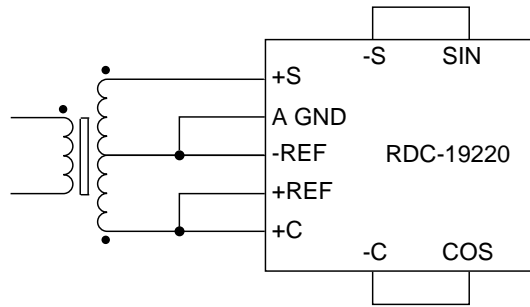 -S SIN
+S
A GND
-REF RDC-19220
+REF
+C
-C COS